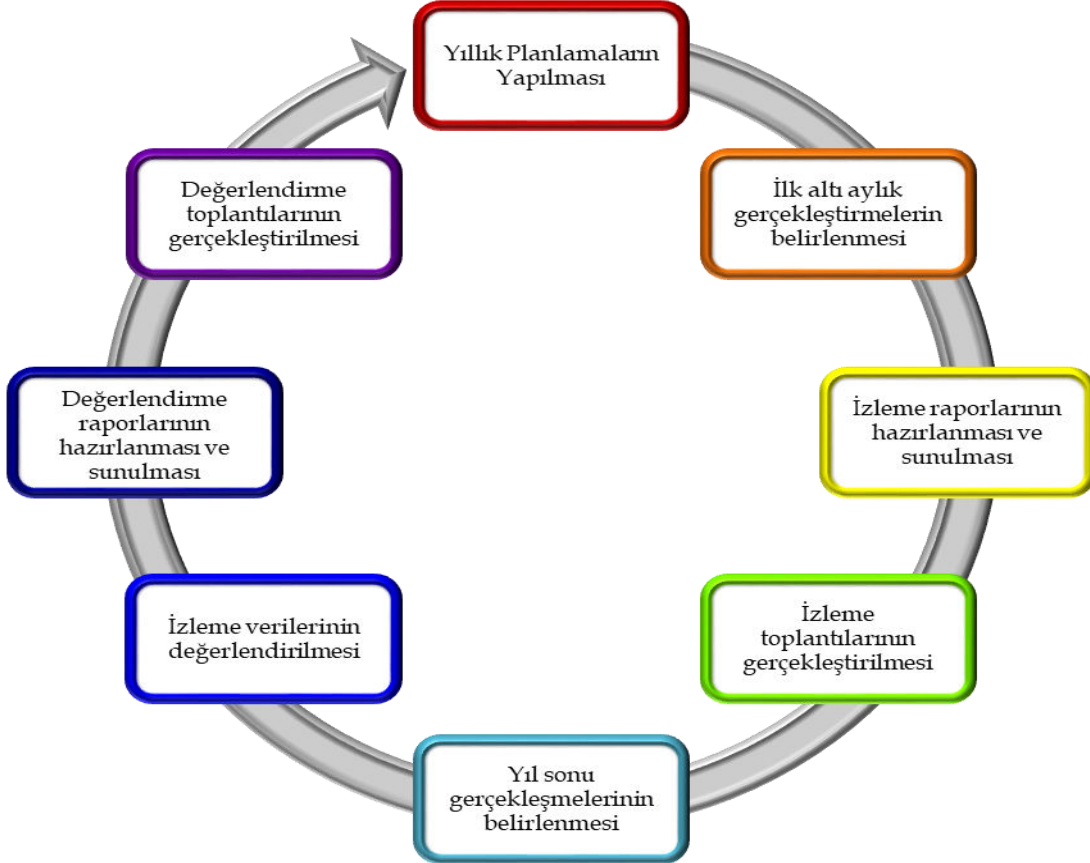 Yıllık Planlamaların
Yapılması
İlk altı aylık
gerçekleştirmelerin
belirlenmesi
İzleme raporlarının
hazırlanması ve
sunulması
İzleme
toplantılarının
gerçekleştirilmesi
Yıl sonu
gerçekleşmelerinin
belirlenmesi
İzleme verilerinin
değerlendirilmesi
Değerlendirme
raporlarının
hazırlanması ve
sunulması
Değerlendirme
toplantılarının
gerçekleştirilmesi